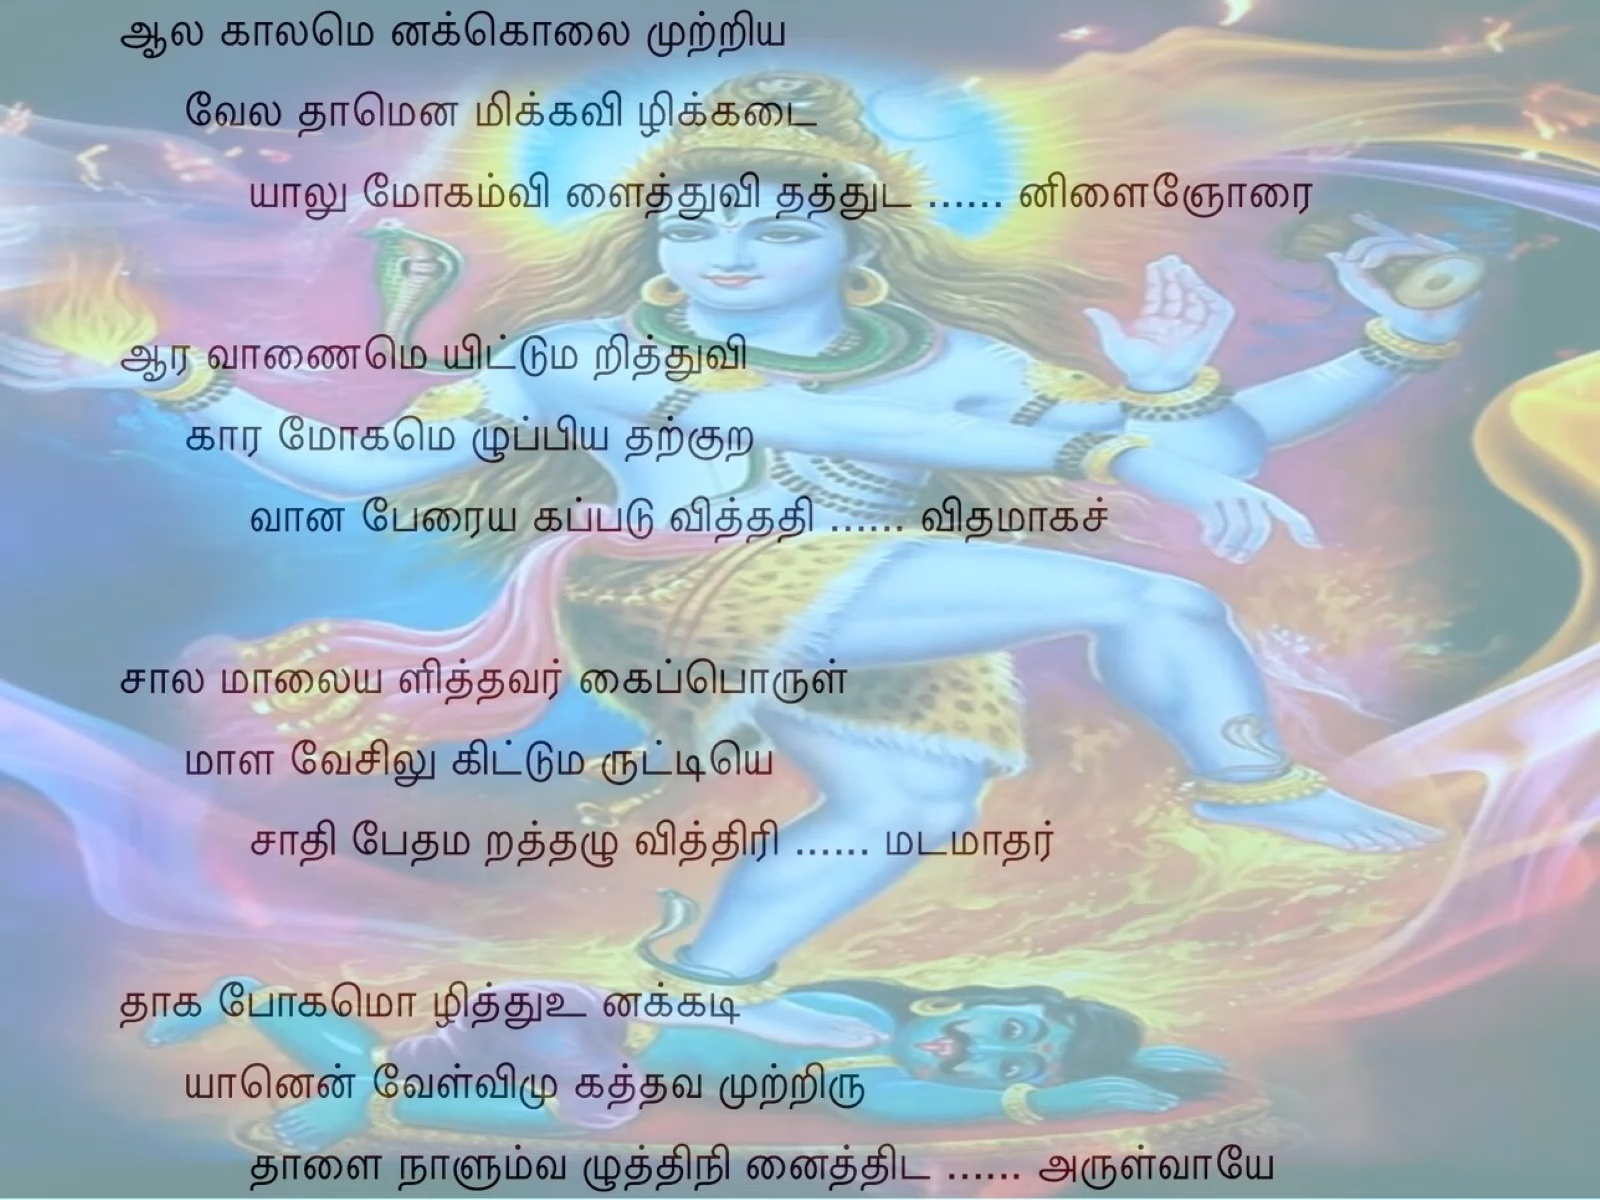 ஆல காலமெ னக்கொலை முற்றிய
வேல தாமென மிக்கவி ழிக்கடை
யாலு மோகம்வி ளைத்துவி தத்துட ...... னிளைஞோரை
ஆர வாணைமெ யிட்டும றித்துவி
கார மோகமெ ழுப்பிய தற்குற
வான பேரைய கப்படு வித்ததி ...... விதமாகச்
சால மாலைய ளித்தவர் கைப்பொருள்
மாள வேசிலு கிட்டும ருட்டியெ
சாதி பேதம றத்தழு வித்திரி ...... மடமாதர்
தாக போகமொ ழித்துஉ னக்கடி
யானென் வேள்விமு கத்தவ முற்றிரு
தாளை நாளும்வ ழுத்திநி னைத்திட ...... அருள்வாயே